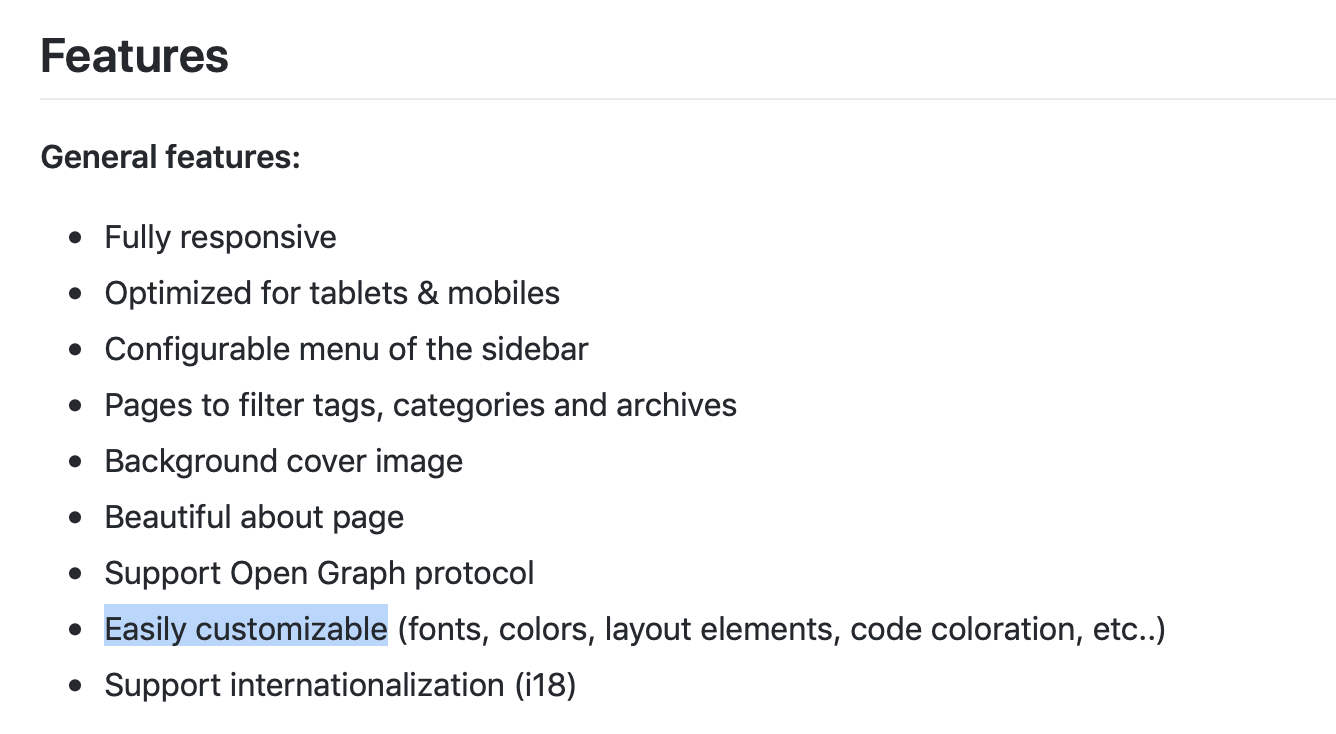 Features
General features:
Fully responsive
Optimized for tablets & mobiles
Configurable menu of the sidebar
Pages to filter tags, categories and archives
Background cover image
Beautiful about page
Support Open Graph protocol
Easily customizable (fonts, colors, layout elements, code coloration, etc..)
Support internationalization (i18)